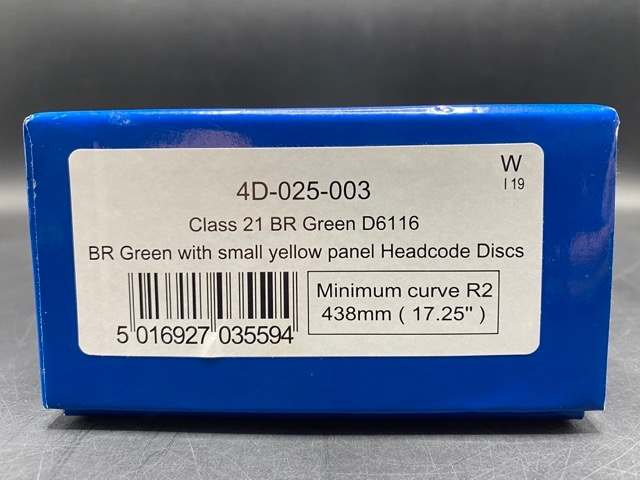 W
I 19
4D-025-003
Class 21 BR Green D6116
BR Green with small yellow panel Headcode Discs
5 016927 035594
Minimum curve R2
438mm ( 17.25" )